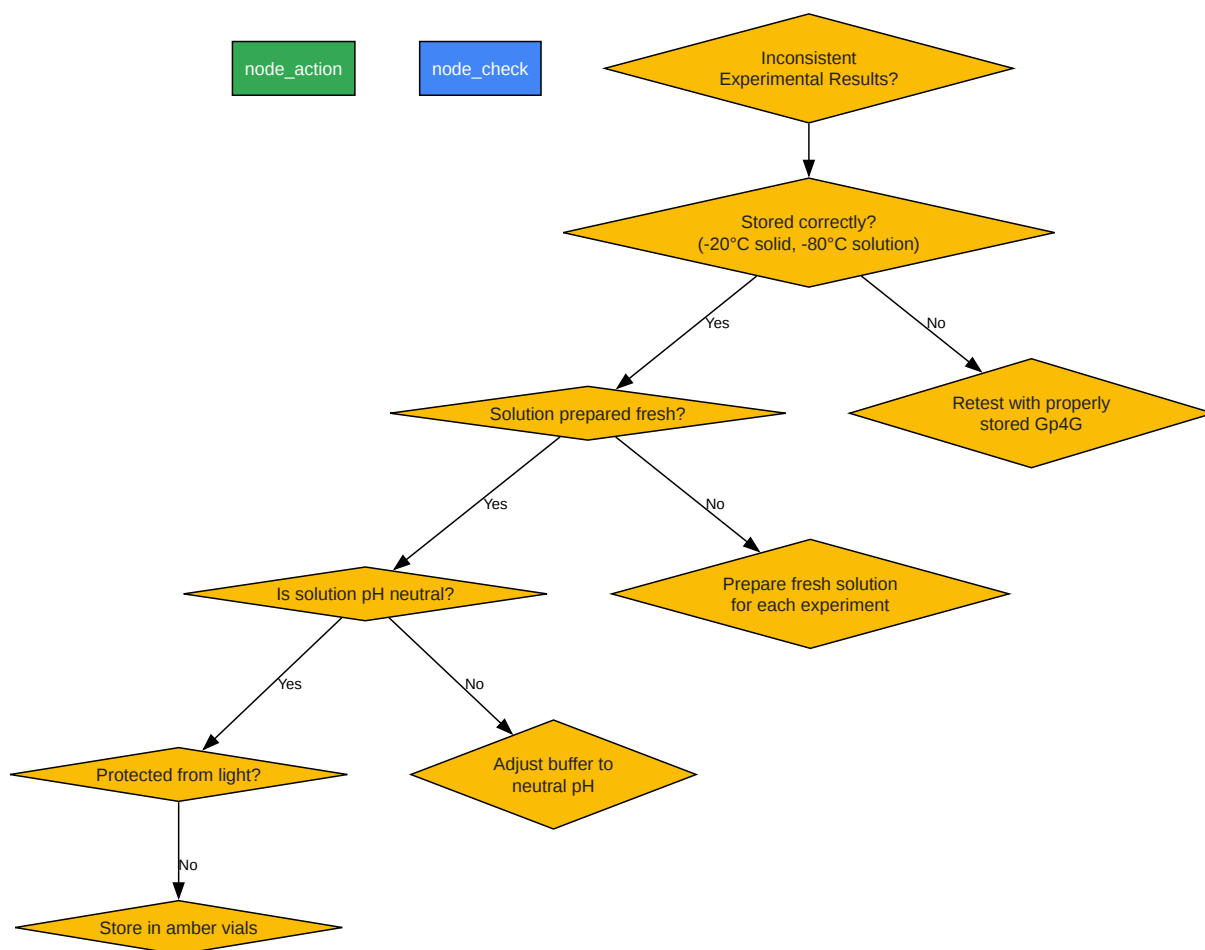 node_action
node_check
Inconsistent
Experimental Results?
Stored correctly?
(-20°C solid, -80°C solution)
Yes
No
Solution prepared fresh?
Retest with properly
stored Gp4G
Yes
No
Is solution pH neutral?
Prepare fresh solution
for each experiment
Yes
No
Protected from light?
Adjust buffer to
neutral pH
No
Store in amber vials